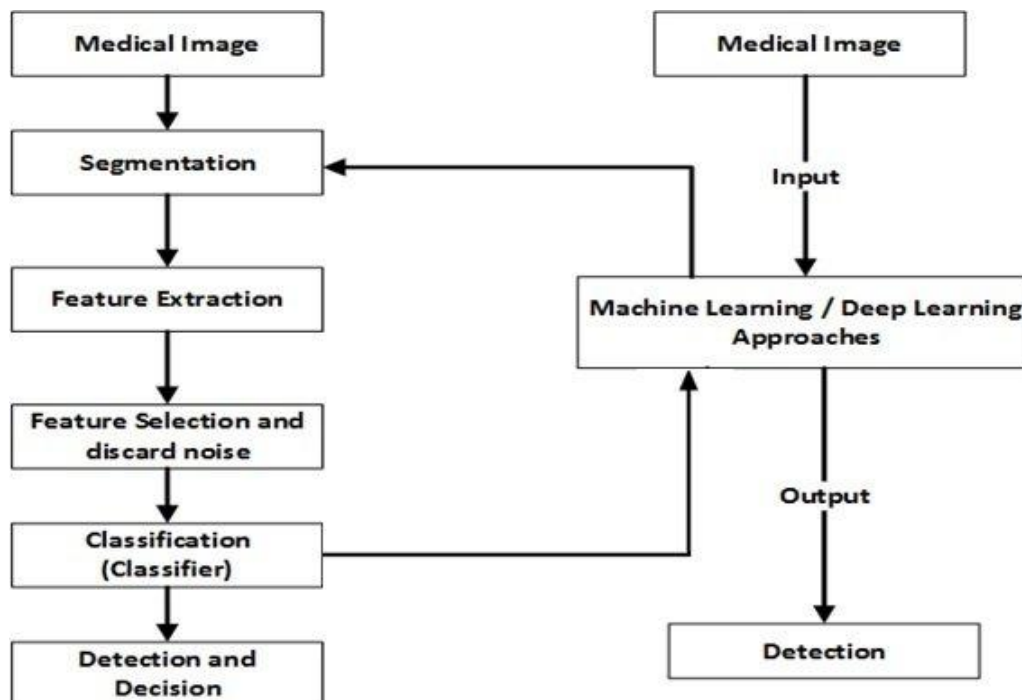 Medical Image
Segmentation
Feature Extraction
Feature Selection and
discard noise
Classification
(Classifier)
Detection and
Decision
Medical Image
Input
Machine Learning / Deep Learning
Approaches
Output
Detection